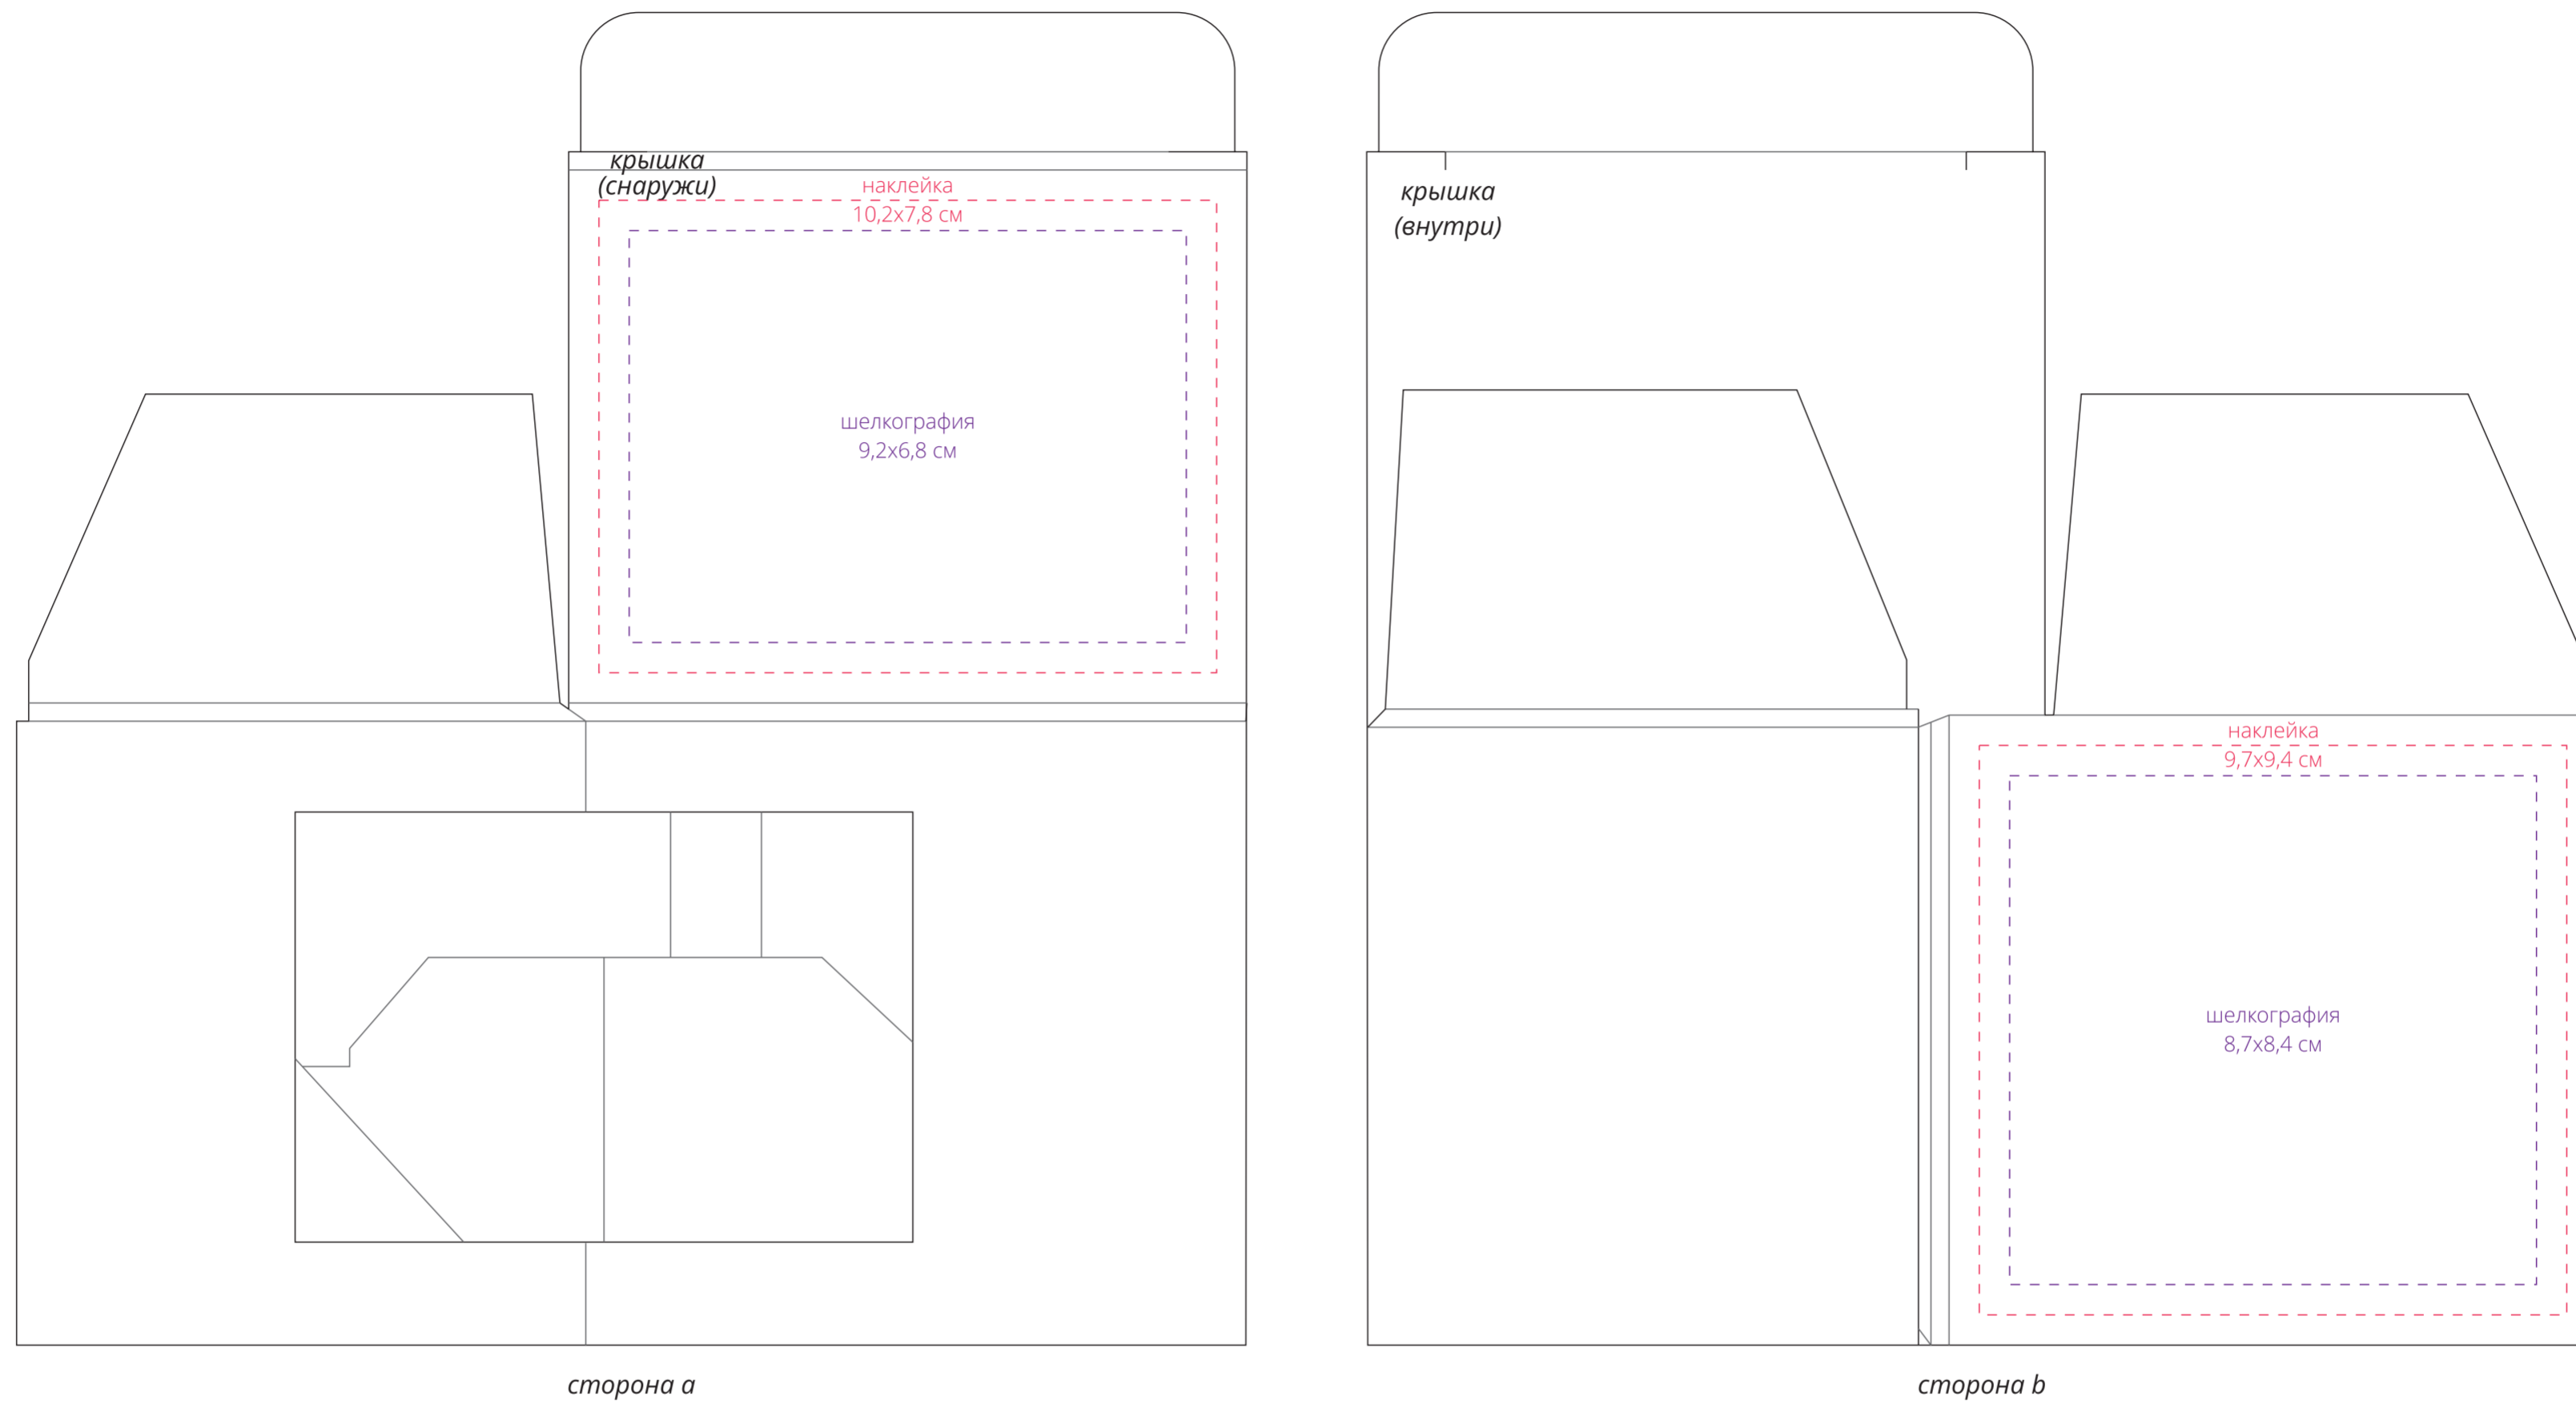 крышка
(снаружи)
наклейка
10,2х7,8 см
шелкография
9,2х6,8 см
сторона a
крышка
(внутри)
наклейка
9,7х9,4 см
шелкография
8,7х8,4 см
сторона b